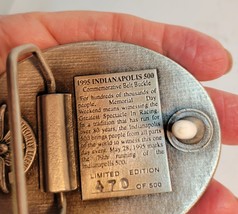 1995 INDIANAPOLIS 500
Commemorative Belt Buckle
For hundreds of thousands of
people, Memorial Day
weekend means witnessing the
Greatest Spectacle In Racing.
In a tradition that has run for
over 80 years, the Indianapolis
500 brings people from all parts
of the world to witness this one
day event. May 28, 1995 marks
the 79th running of the
Indianapolis 500.
LIMITED EDITION
470 OF 500